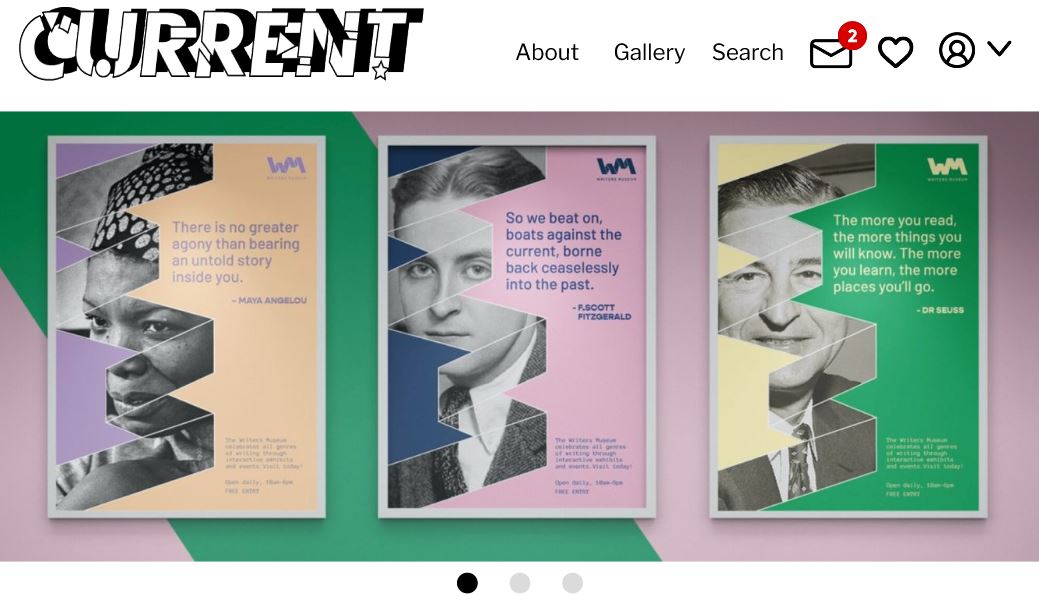 CURRENT
About Gallery Search 2
WM
WRITERS MUSEUM
There is no greater
agony than bearing
an untold story
inside you.
– MAYA ANGELOU
The Writers Museum
celebrates all genres
of writing through
interactive exhibits
and events.Visit today!
Open daily, 10am-6pm
FREE ENTRY
WM
WRITERS MUSEUM
So we beat on,
boats against the
current, borne
back ceaselessly
into the past.
– F.SCOTT
FITZGERALD
The Writers Museum
celebrates all genres
of writing through
interactive exhibits
and events.Visit today!
Open daily, 10am-6pm
FREE ENTRY
WM
WRITERS MUSEUM
The more you read,
the more things you
will know. The more
you learn, the more
places you'll go.
– DR SEUSS
The Writers Museum
celebrates all genres
of writing through
interactive exhibits
and events.Visit today!
Open daily, 10am-6pm
FREE ENTRY